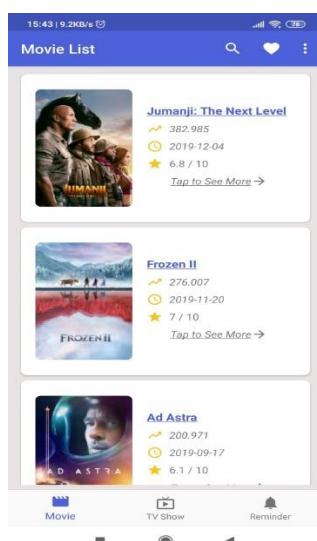 15:43 | 9.2KB/s
78
Movie List
Jumanji: The Next Level
382.985
2019-12-04
6.8 / 10
Tap to See More
JUMANJI
Frozen II
276.007
2019-11-20
7 / 10
Tap to See More
FROZEN II
Ad Astra
200.971
2019-09-17
6.1 / 10
AD ASTRA
Movie
TV Show
Reminder